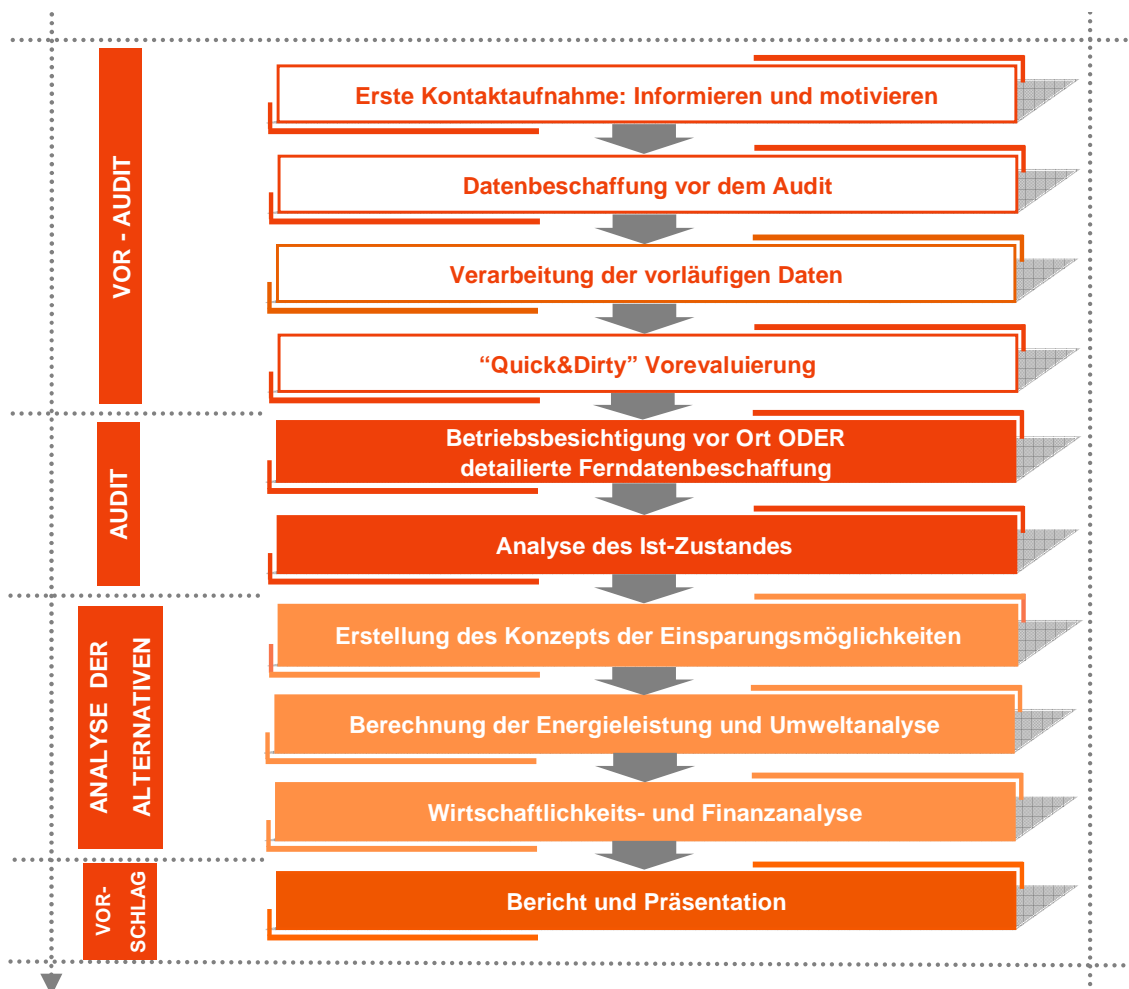 VOR - AUDIT
Erste Kontaktaufnahme: Informieren und motivieren
Datenbeschaffung vor dem Audit
Verarbeitung der vorläufigen Daten
“Quick&Dirty” Vorevaluierung
AUDIT
Betriebsbesichtigung vor Ort ODER
detailierte Ferndatenbeschaffung
Analyse des Ist-Zustandes
ANALYSE DER
ALTERNATIVEN
Erstellung des Konzepts der Einsparungsmöglichkeiten
Berechnung der Energieleistung und Umweltanalyse
Wirtschaftlichkeits- und Finanzanalyse
VOR-
SCHLAG
Bericht und Präsentation